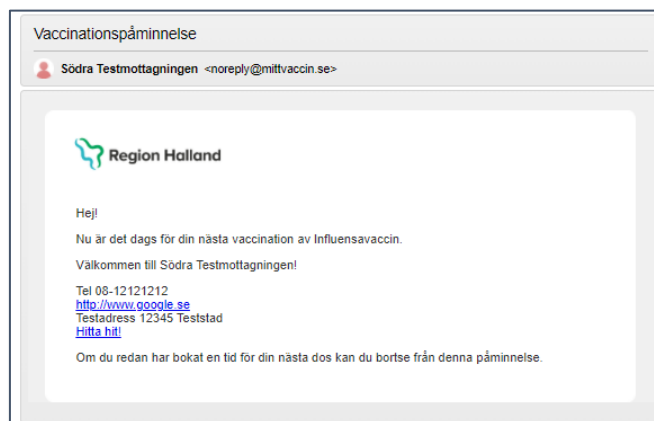 Vaccinationspåminnelse
Södra Testmottagningen <noreply@mittvaccin.se>
Region Halland
Hej!
Nu är det dags för din nästa vaccination av Influensavaccin.
Välkommen till Södra Testmottagningen!
Tel 08-12121212
http://www.google.se
Testadress 12345 Teststad
Hitta hit!
Om du redan har bokat en tid för din nästa dos kan du bortse från denna påminnelse.